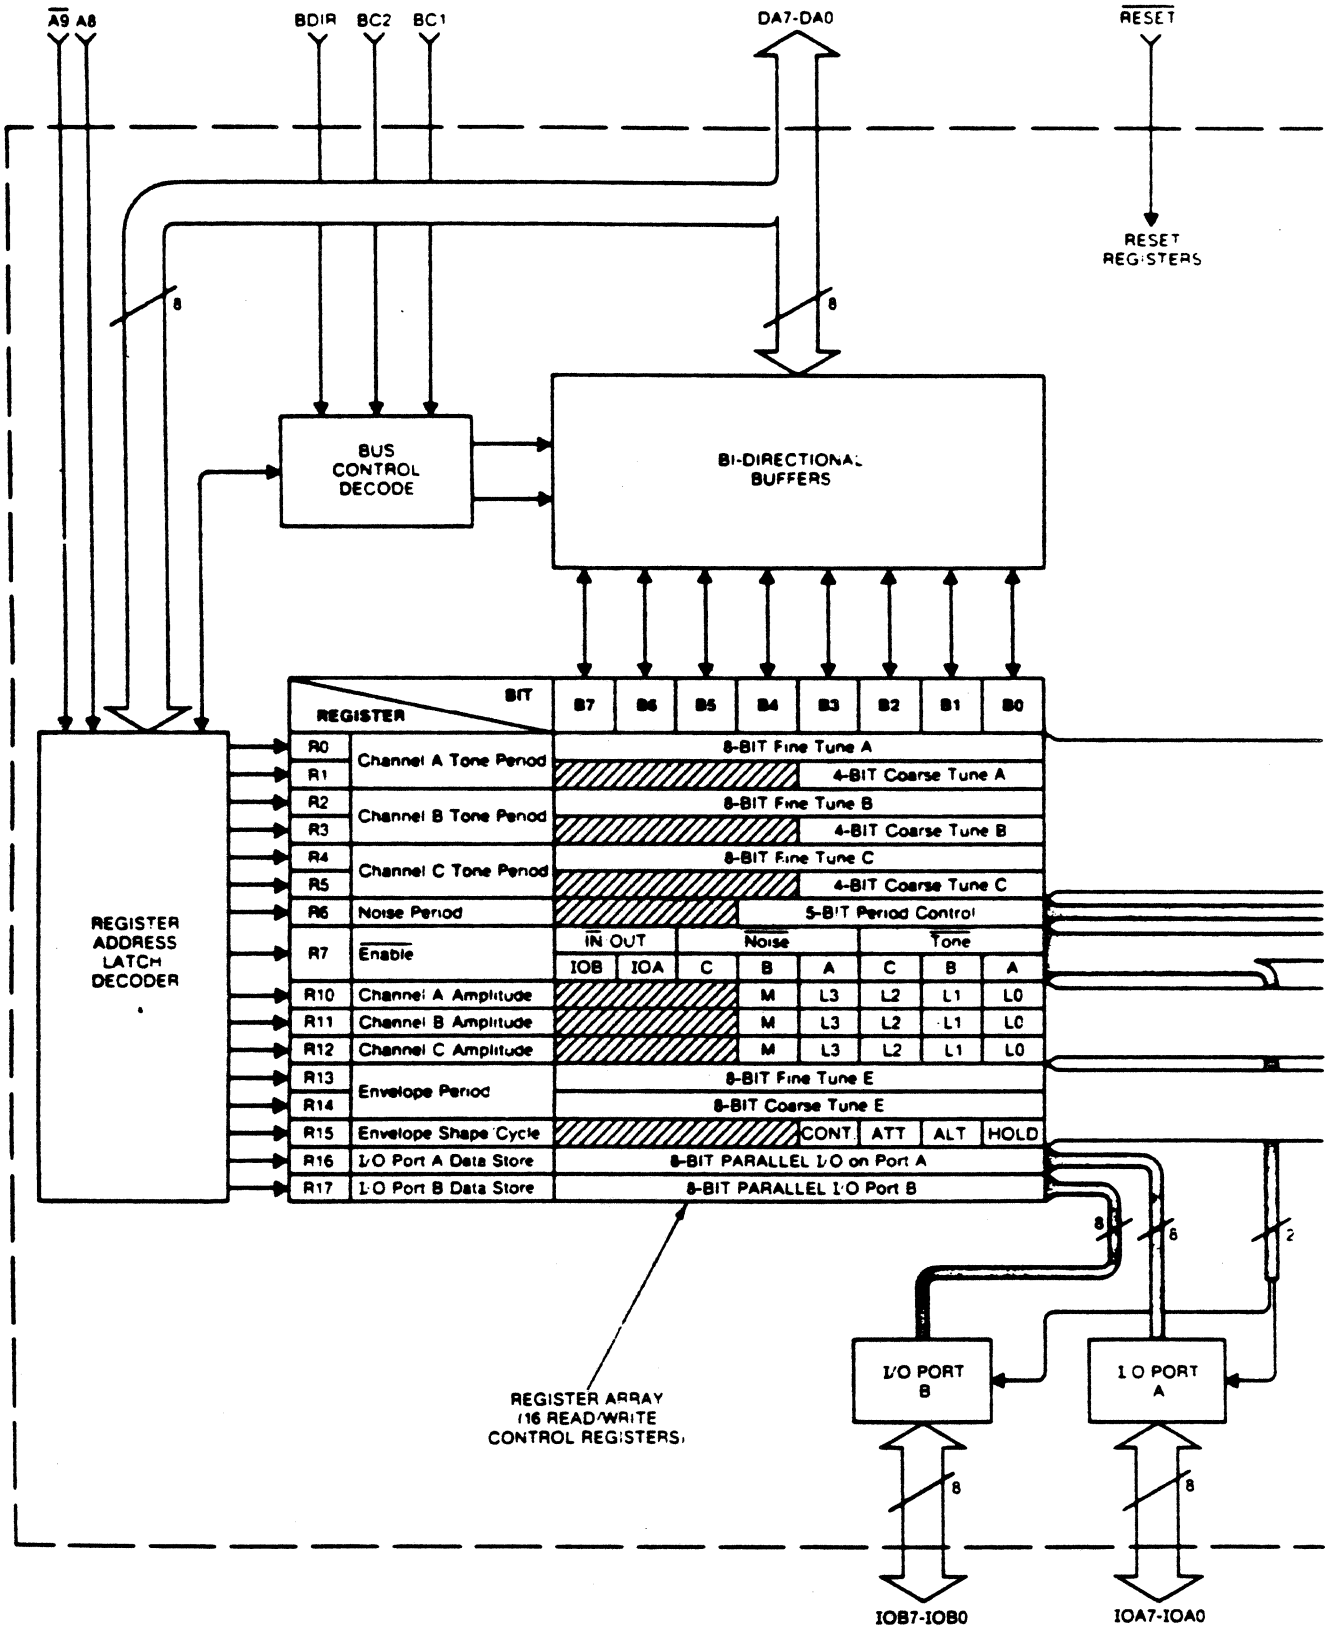 A9 A8 BDIR BC2 BC1 DA7-DA0 RESET
RESET
REGISTERS
8 8
BUS
CONTROL
DECODE
BI-DIRECTIONAL
BUFFERS
BIT
REGISTER
B7 B6 B5 B4 B3 B2 B1 B0
R0 Channel A Tone Period 8-BIT Fine Tune A
R1 4-BIT Coarse Tune A
R2 Channel B Tone Period 8-BIT Fine Tune B
R3 4-BIT Coarse Tune B
R4 Channel C Tone Period 8-BIT Fine Tune C
R5 4-BIT Coarse Tune C
R6 Noise Period 5-BIT Period Control
R7 Enable IN OUT Noise Tone
IOB IOA C B A C B A
R10 Channel A Amplitude M L3 L2 L1 L0
R11 Channel B Amplitude M L3 L2 L1 L0
R12 Channel C Amplitude M L3 L2 L1 L0
R13 Envelope Period 8-BIT Fine Tune E
R14 8-BIT Coarse Tune E
R15 Envelope Shape Cycle CONT. ATT ALT HOLD
R16 I/O Port A Data Store 8-BIT PARALLEL I/O on Port A
R17 I/O Port B Data Store 8-BIT PARALLEL I/O Port B
REGISTER
ADDRESS
LATCH
DECODER
8 8 2
I/O PORT
B
I O PORT
A
REGISTER ARRAY
(16 READ/WRITE
CONTROL REGISTERS)
8 8
IOB7-IOB0 IOA7-IOA0